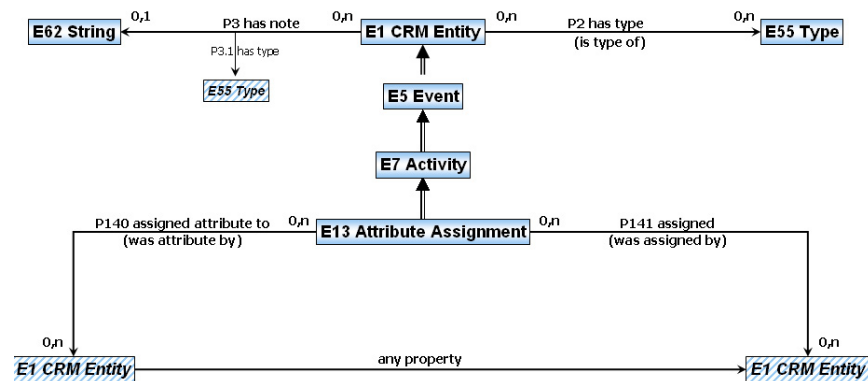 0,1 P3 has note 0,n 0,n P2 has type 0,n
E62 String E1 CRM Entity (is type of) E55 Type
P3.1 has type
E55 Type
E5 Event
E7 Activity
P140 assigned attribute to 0,n 0,n P141 assigned
(was attribute by) E13 Attribute Assignment (was assigned by)
0,n 0,n
any property
E1 CRM Entity E1 CRM Entity